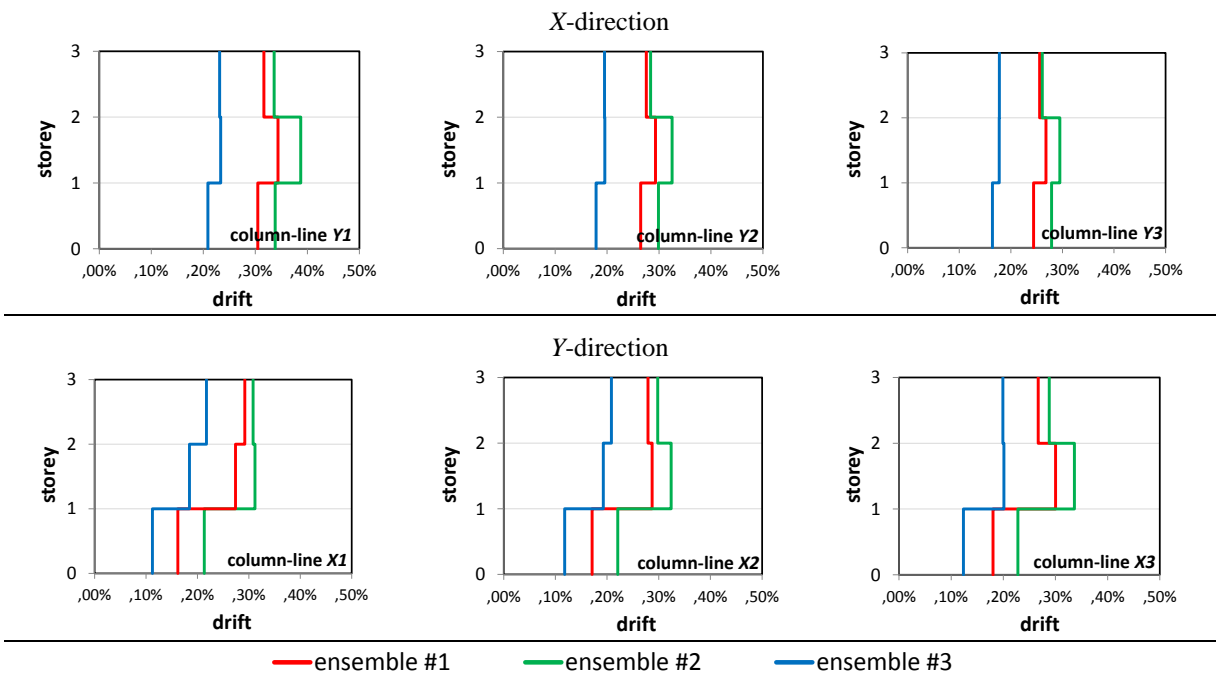 X-direction
3
2
1
0
storey
column-line Y1
,00% ,10% ,20% ,30% ,40% ,50%
drift
3
2
1
0
storey
column-line Y2
,00% ,10% ,20% ,30% ,40% ,50%
drift
3
2
1
0
storey
column-line Y3
,00% ,10% ,20% ,30% ,40% ,50%
drift
Y-direction
3
2
1
0
storey
column-line X1
,00% ,10% ,20% ,30% ,40% ,50%
drift
3
2
1
0
storey
column-line X2
,00% ,10% ,20% ,30% ,40% ,50%
drift
3
2
1
0
storey
column-line X3
,00% ,10% ,20% ,30% ,40% ,50%
drift
ensemble #1 ensemble #2 ensemble #3